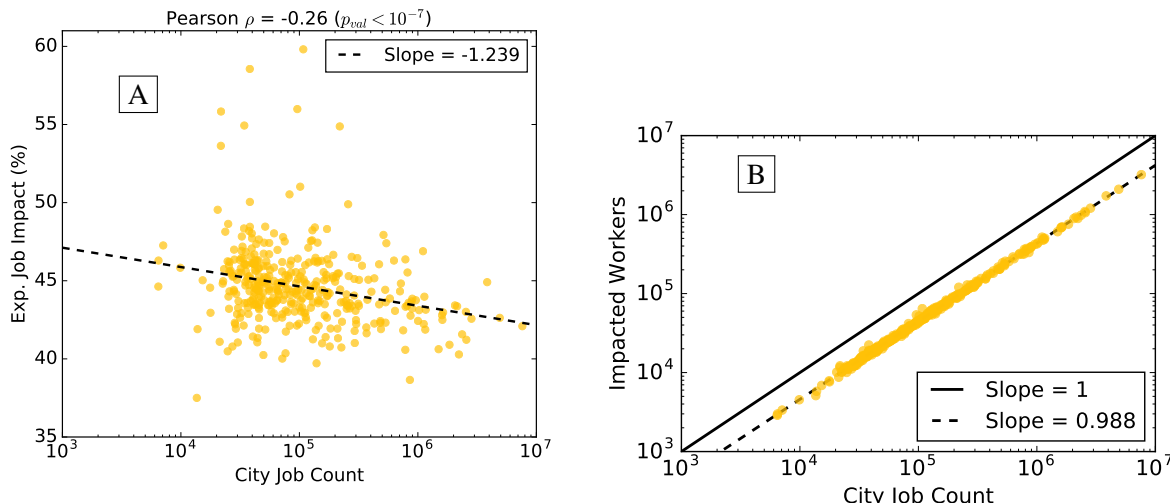 Pearson ρ = -0.26 (p_val < 10^-7)
A
Slope = -1.239
60
55
50
45
40
35
Exp. Job Impact (%)
10^3 10^4 10^5 10^6 10^7
City Job Count
B
10^7
10^6
10^5
10^4
10^3
Impacted Workers
Slope = 1
Slope = 0.988
10^3 10^4 10^5 10^6 10^7
City Job Count